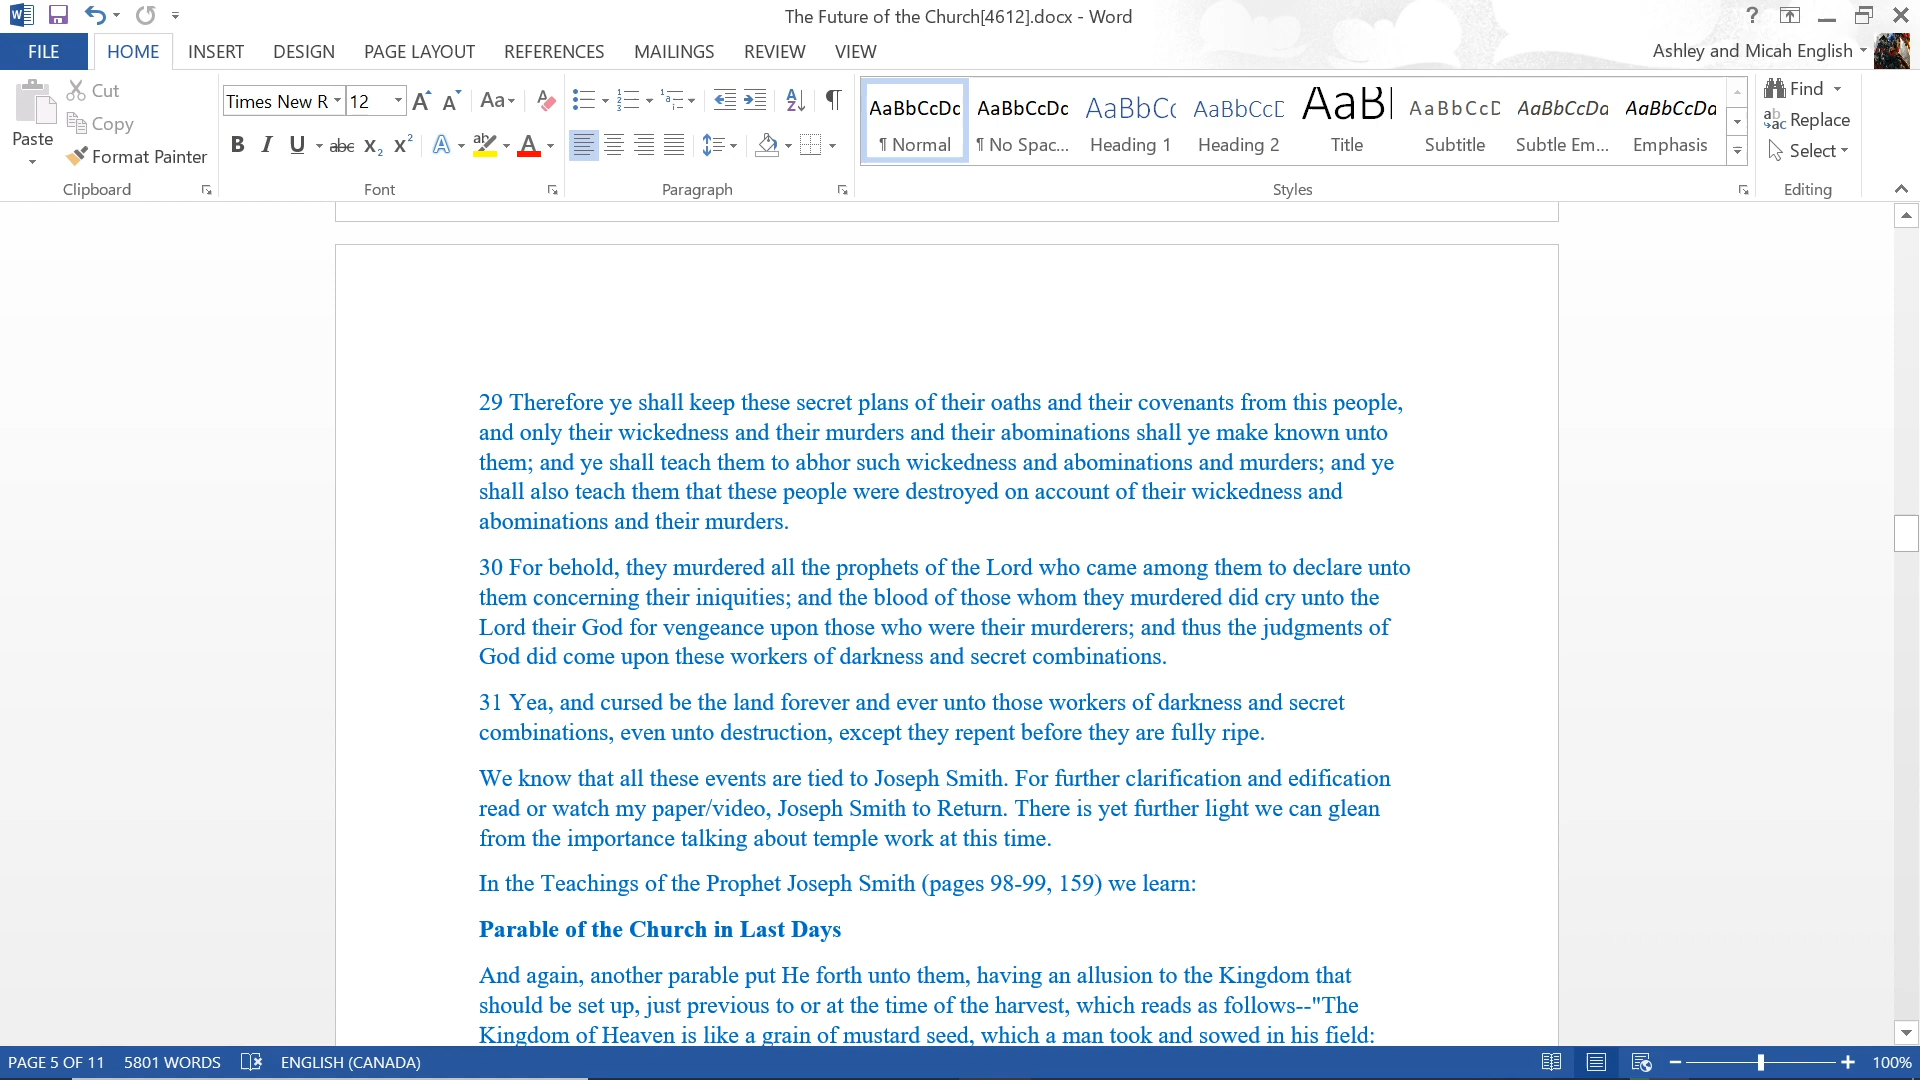 The Future of the Church[4612].docx - Word
?
FILE HOME INSERT DESIGN PAGE LAYOUT REFERENCES MAILINGS REVIEW VIEW
Ashley and Micah English
Paste
Cut
Copy
Format Painter
Clipboard
Times New R 12
Aa
B I U abc X₂ X²
Font
Paragraph
AaBbCcDc AaBbCcDc AaBbC AaBbCcD AaB AaBbCcD AaBbCcDd AaBbCcDd
¶ Normal ¶ No Spac... Heading 1 Heading 2 Title Subtitle Subtle Em... Emphasis
Styles
Find
Replace
Select
Editing
29 Therefore ye shall keep these secret plans of their oaths and their covenants from this people,
and only their wickedness and their murders and their abominations shall ye make known unto
them; and ye shall teach them to abhor such wickedness and abominations and murders; and ye
shall also teach them that these people were destroyed on account of their wickedness and
abominations and their murders.
30 For behold, they murdered all the prophets of the Lord who came among them to declare unto
them concerning their iniquities; and the blood of those whom they murdered did cry unto the
Lord their God for vengeance upon those who were their murderers; and thus the judgments of
God did come upon these workers of darkness and secret combinations.
31 Yea, and cursed be the land forever and ever unto those workers of darkness and secret
combinations, even unto destruction, except they repent before they are fully ripe.
We know that all these events are tied to Joseph Smith. For further clarification and edification
read or watch my paper/video, Joseph Smith to Return. There is yet further light we can glean
from the importance talking about temple work at this time.
In the Teachings of the Prophet Joseph Smith (pages 98-99, 159) we learn:
Parable of the Church in Last Days
And again, another parable put He forth unto them, having an allusion to the Kingdom that
should be set up, just previous to or at the time of the harvest, which reads as follows--"The
Kingdom of Heaven is like a grain of mustard seed, which a man took and sowed in his field:
PAGE 5 OF 11 5801 WORDS ENGLISH (CANADA)
100%